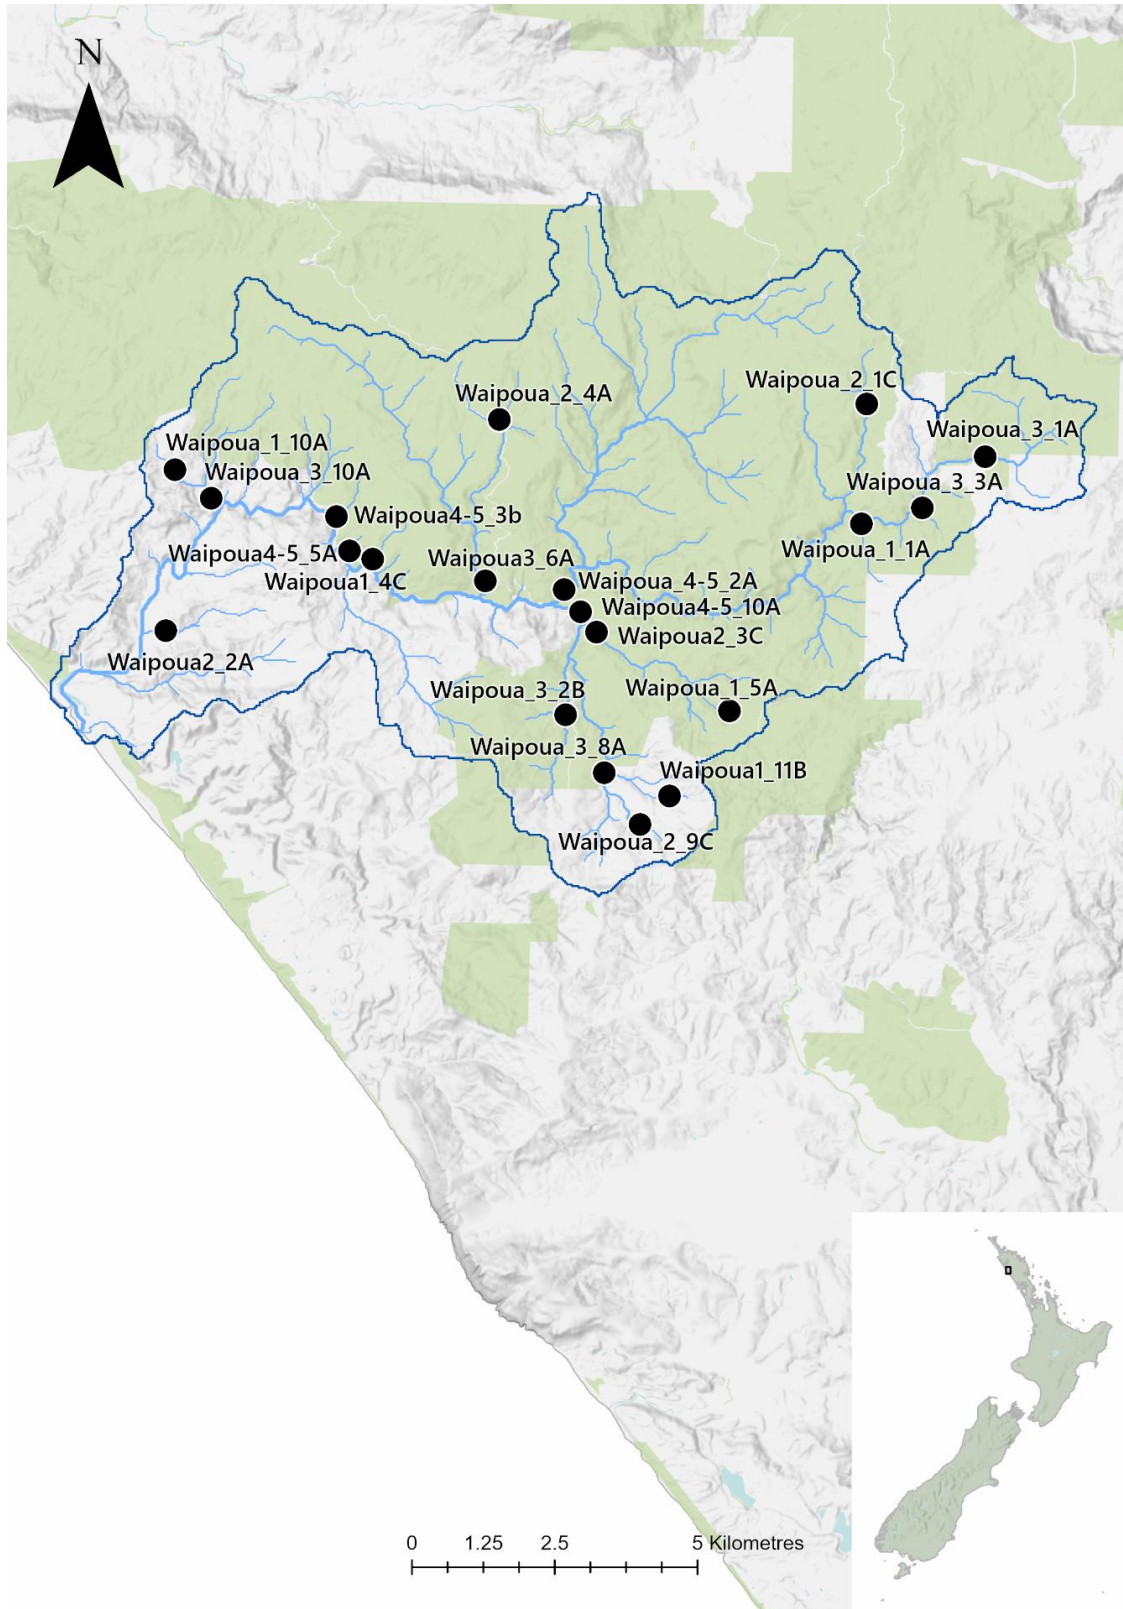 N
Waipoua_2_1C
Waipoua_2_4A
Waipoua_3_1A
Waipoua_1_10A
Waipoua_3_10A
Waipoua_3_3A
Waipoua4-5_3b
Waipoua_1_1A
Waipoua4-5_5A
Waipoua3_6A
Waipoua1_4C
Waipoua_4-5_2A
Waipoua4-5_10A
Waipoua2_3C
Waipoua2_2A
Waipoua_3_2B
Waipoua_1_5A
Waipoua_3_8A
Waipoua1_11B
Waipoua_2_9C
0 1.25 2.5 5 Kilometres